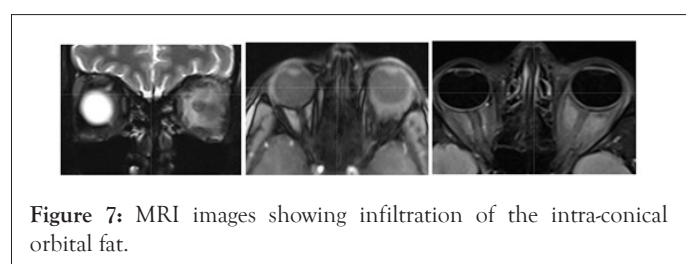 Figure 7: MRI images showing infiltration of the intra-conical
orbital fat.